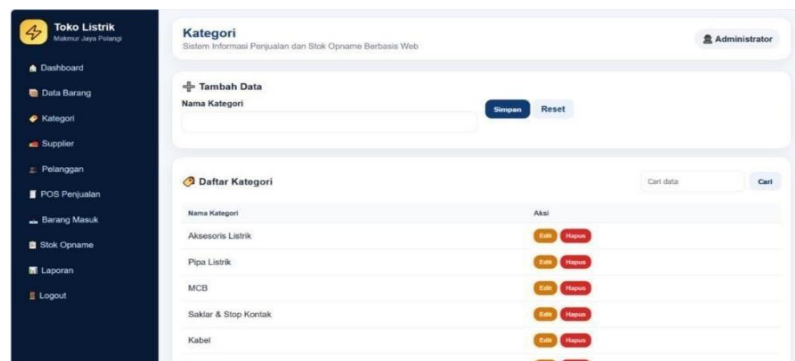 Toko Listrik
Makmur Jaya Pelangi
Dashboard
Data Barang
Kategori
Supplier
Pelanggan
POS Penjualan
Barang Masuk
Stok Opname
Laporan
Logout
Kategori
Sistem Informasi Penjualan dan Stok Opname Berbasis Web
Administrator
Tambah Data
Nama Kategori
Simpan Reset
Daftar Kategori
Cari data Cari
Nama Kategori Aksi
Aksesoris Listrik Edit Hapus
Pipa Listrik Edit Hapus
MCB Edit Hapus
Saklar & Stop Kontak Edit Hapus
Kabel Edit Hapus